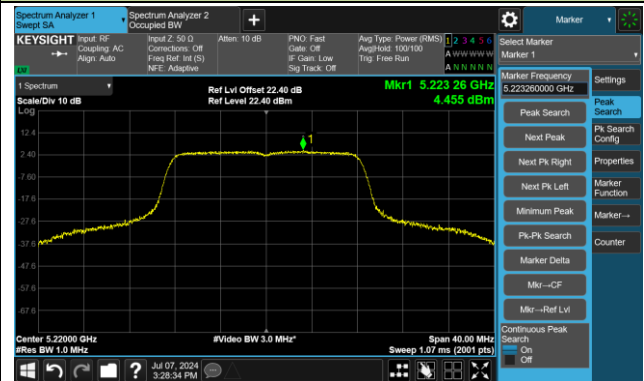 Spectrum Analyzer 1
Swept SA
Spectrum Analyzer 2
Occupied BW
Marker
KEYSIGHT
Input: RF
Coupling: AC
Align: Auto
Input Z: 50 Ω
Corrections: Off
Freq Ref: Int (S)
NFE: Adaptive
Atten: 10 dB
PNO: Fast
Gate: Off
IF Gain: Low
Sig Track: Off
Avg Type: Power (RMS)
Avg|Hold: 100/100
Trig: Free Run
1 2 3 4 5 6
A W W W W W
A N N N N N
Select Marker
Marker 1
1 Spectrum
Scale/Div 10 dB
Log
Ref Lvl Offset 22.40 dB
Ref Level 22.40 dBm
Mkr1 5.223 26 GHz
4.455 dBm
12.4
2.40
-7.60
-17.6
-27.6
-37.6
-47.6
-57.6
-67.6
1
Center 5.22000 GHz
#Res BW 1.0 MHz
#Video BW 3.0 MHz*
Span 40.00 MHz
Sweep 1.07 ms (2001 pts)
Marker Frequency
5.223260000 GHz
Peak Search
Next Peak
Next Pk Right
Next Pk Left
Minimum Peak
Pk-Pk Search
Marker Delta
Mkr→CF
Mkr→Ref Lvl
Continuous Peak
Search
On
Off
Settings
Peak
Search
Pk Search
Config
Properties
Marker
Function
Marker→
Counter
Jul 07, 2024
3:28:34 PM